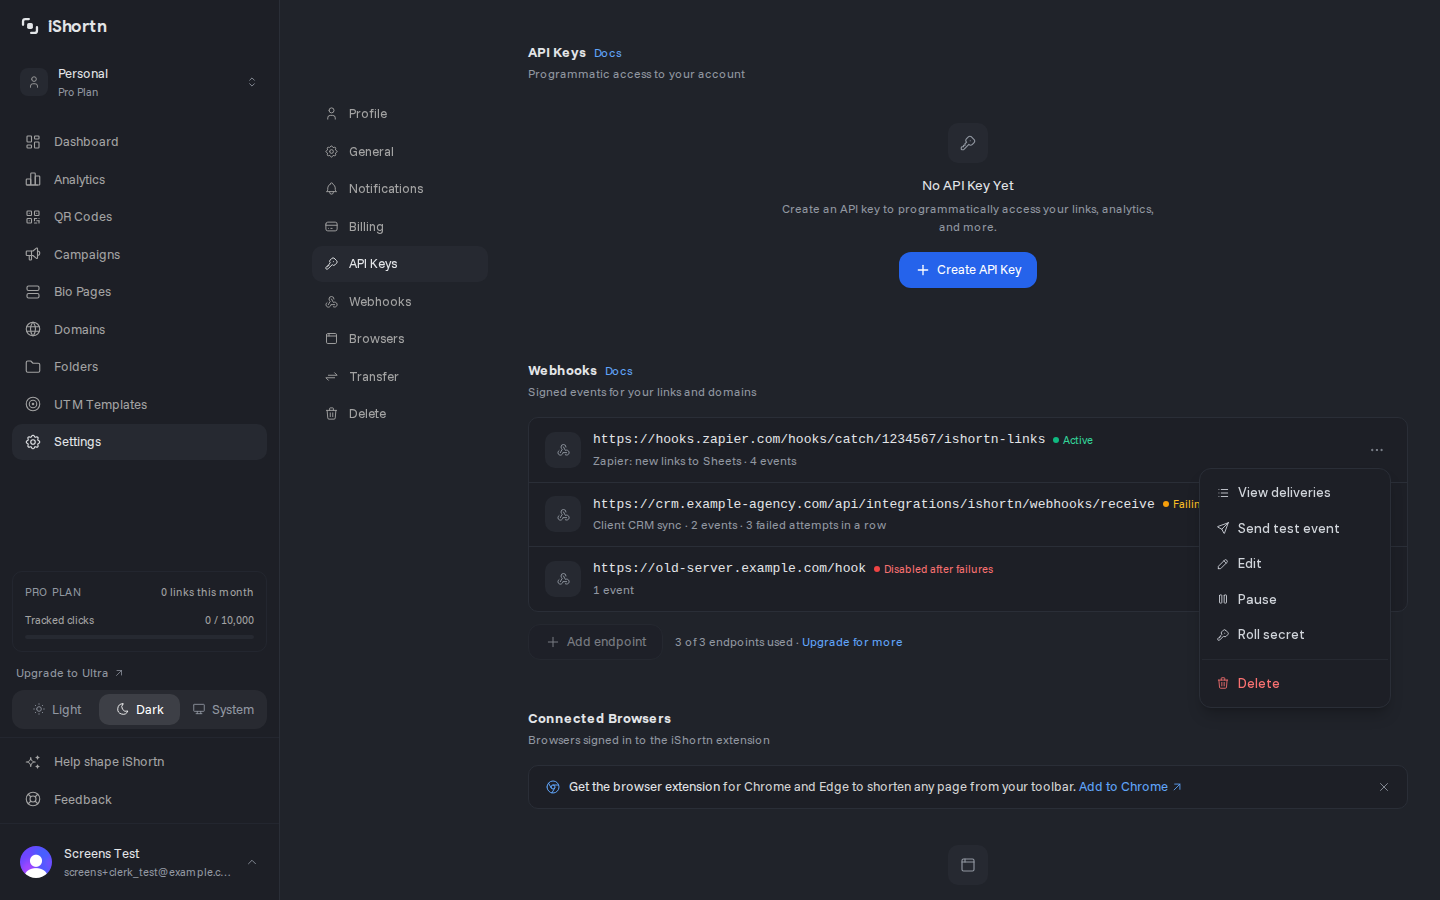 iShortn
Personal
Pro Plan
Dashboard
Analytics
QR Codes
Campaigns
Bio Pages
Domains
Folders
UTM Templates
Settings
PRO PLAN 0 links this month
Tracked clicks 0 / 10,000
Upgrade to Ultra
Light Dark System
Help shape iShortn
Feedback
Screens Test
screens+clerk_test@example.c...
Profile
General
Notifications
Billing
API Keys
Webhooks
Browsers
Transfer
Delete
API Keys Docs
Programmatic access to your account
No API Key Yet
Create an API key to programmatically access your links, analytics,
and more.
Create API Key
Webhooks Docs
Signed events for your links and domains
https://hooks.zapier.com/hooks/catch/1234567/ishortn-links Active
Zapier: new links to Sheets · 4 events
https://crm.example-agency.com/api/integrations/ishortn/webhooks/receive
Client CRM sync · 2 events · 3 failed attempts in a row
https://old-server.example.com/hook Disabled after failures
1 event
Add endpoint 3 of 3 endpoints used · Upgrade for more
View deliveries
Send test event
Edit
Pause
Roll secret
Delete
Connected Browsers
Browsers signed in to the iShortn extension
Get the browser extension for Chrome and Edge to shorten any page from your toolbar. Add to Chrome